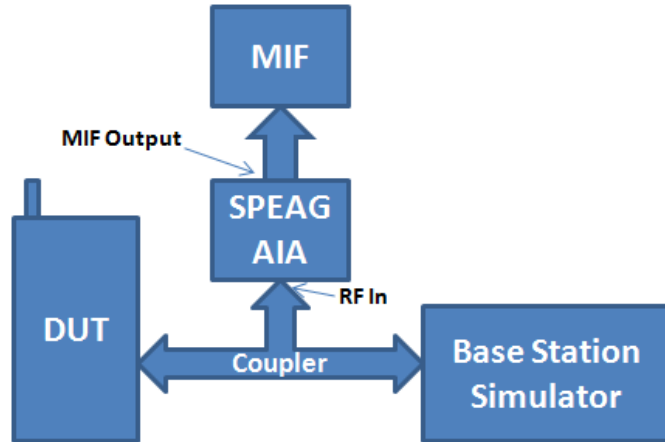 MIF
MIF Output
SPEAG
AIA
RF In
DUT
Coupler
Base Station
Simulator